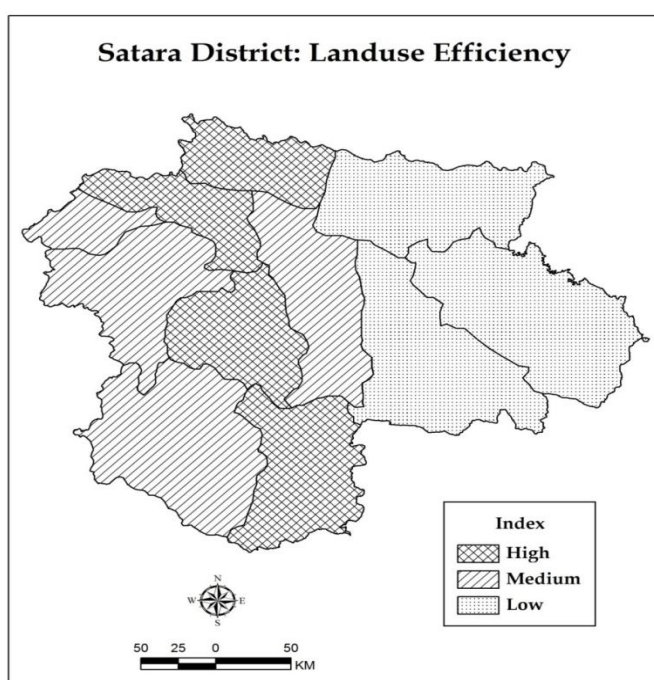 Satara District: Landuse Efficiency
Index
High
Medium
Low
N
W E
S
50 25 0 50
KM